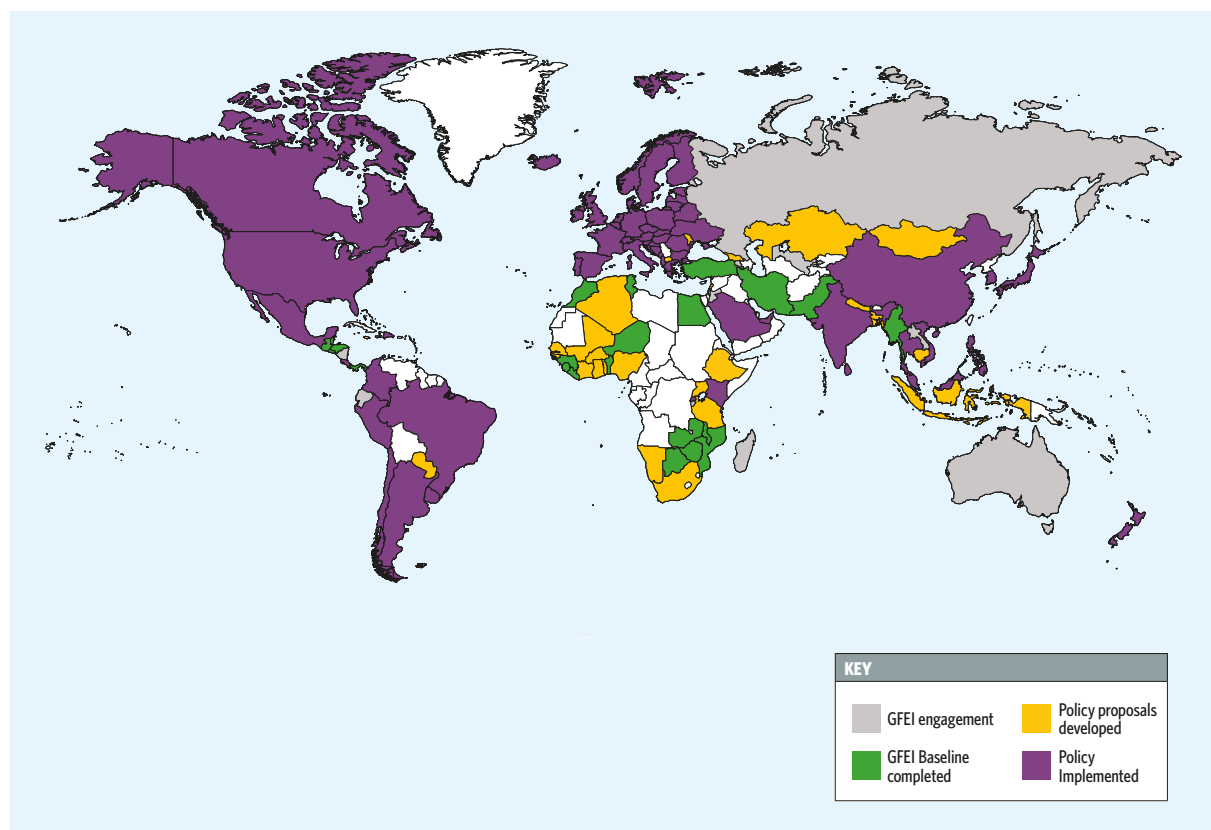 KEY
GFEI engagement
Policy proposals
developed
GFEI Baseline
completed
Policy
Implemented